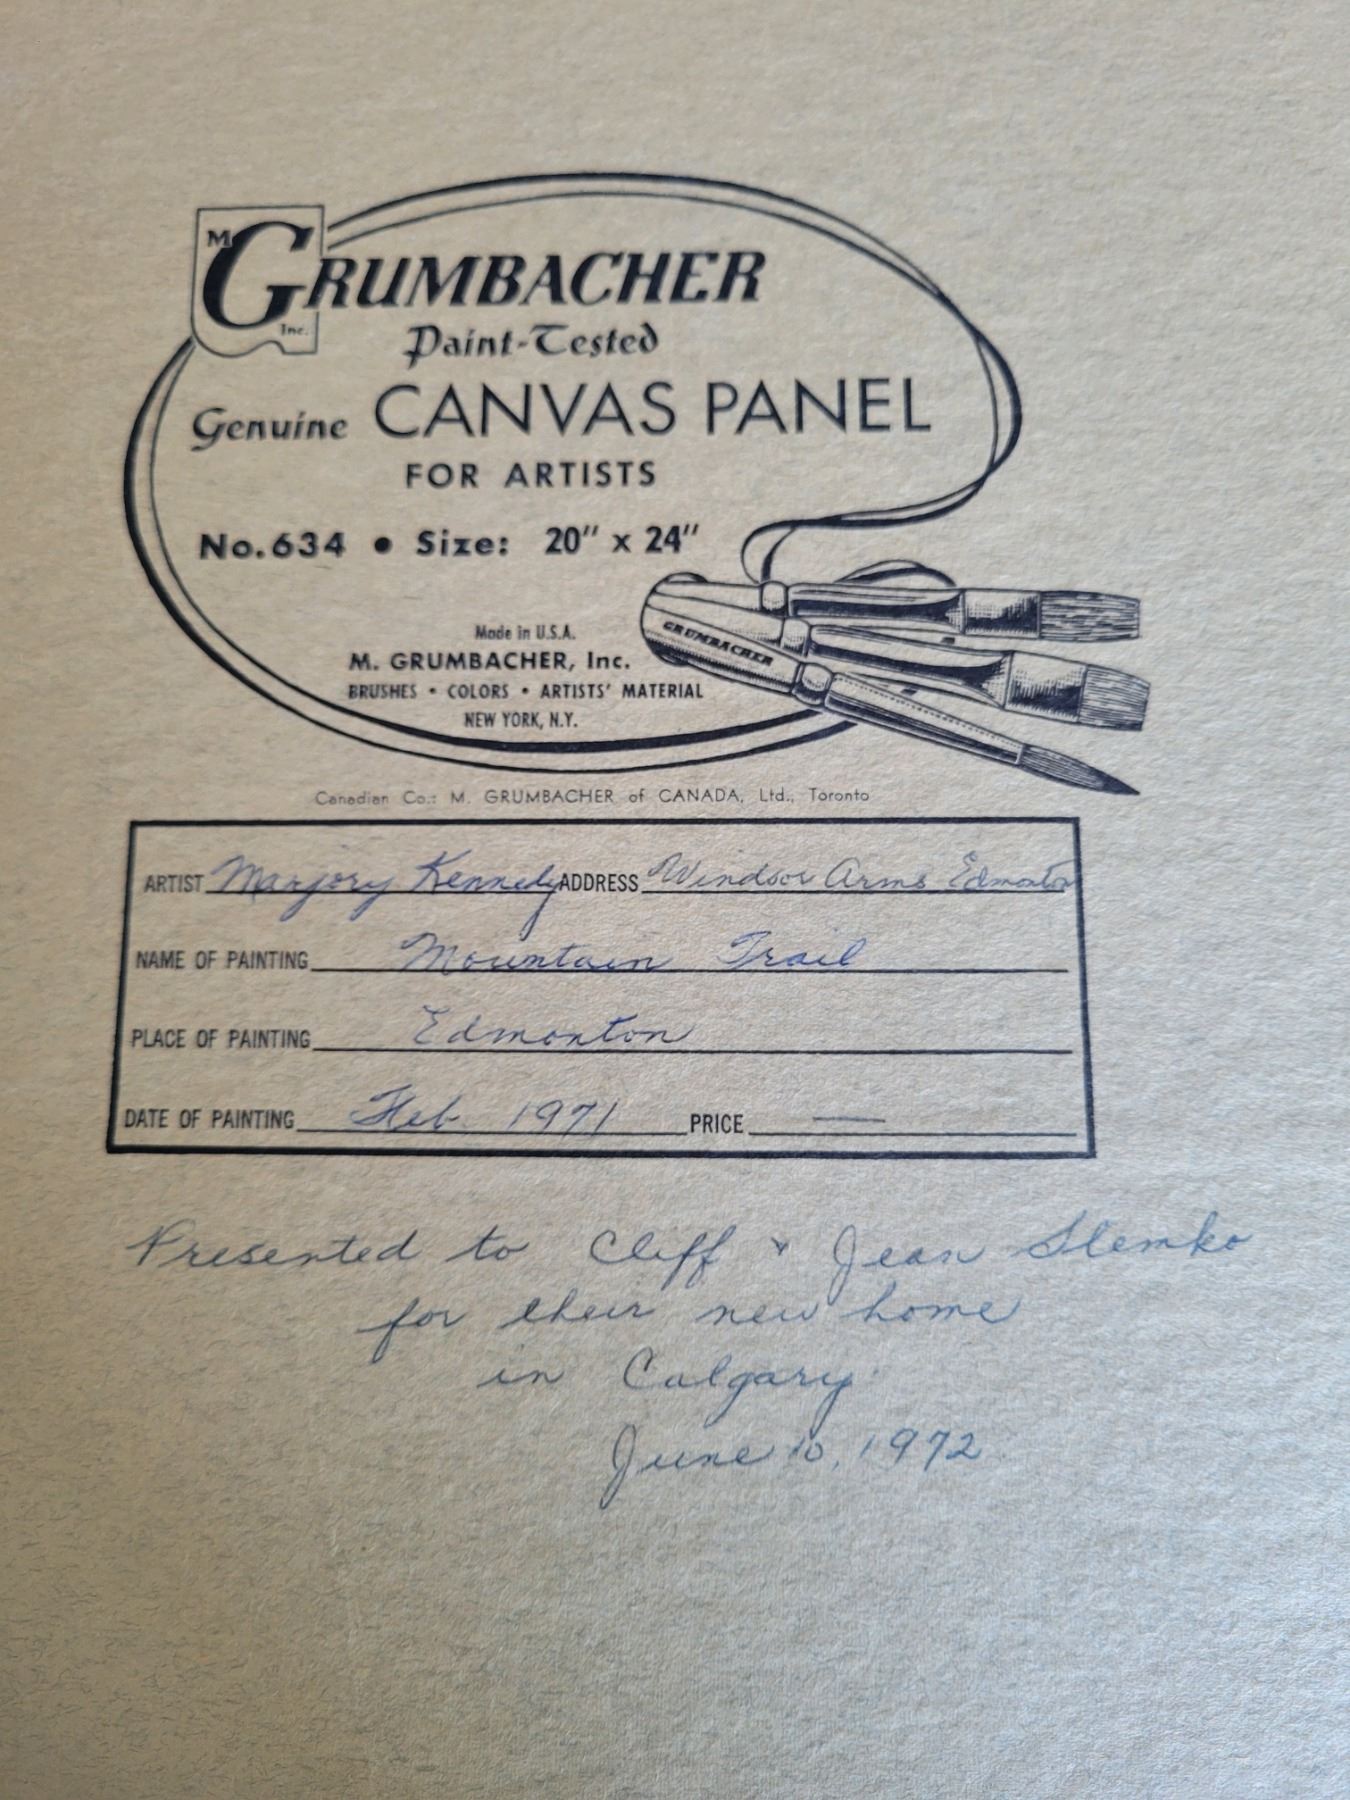 M GRUMBACHER Inc.
Paint-Tested
Genuine CANVAS PANEL
FOR ARTISTS
No. 634 • Size: 20" x 24"
GRUMBACHER
Made in U.S.A.
M. GRUMBACHER, Inc.
BRUSHES • COLORS • ARTISTS' MATERIAL
NEW YORK, N.Y.
Canadian Co.: M. GRUMBACHER of CANADA, Ltd., Toronto
ARTIST Marjory Kennedy ADDRESS Windsor Arms Edmonton
NAME OF PAINTING Mountain Trail
PLACE OF PAINTING Edmonton
DATE OF PAINTING Feb. 1971 PRICE —
Presented to Cliff & Jean Slemko
for their new home
in Calgary.
June 10, 1972